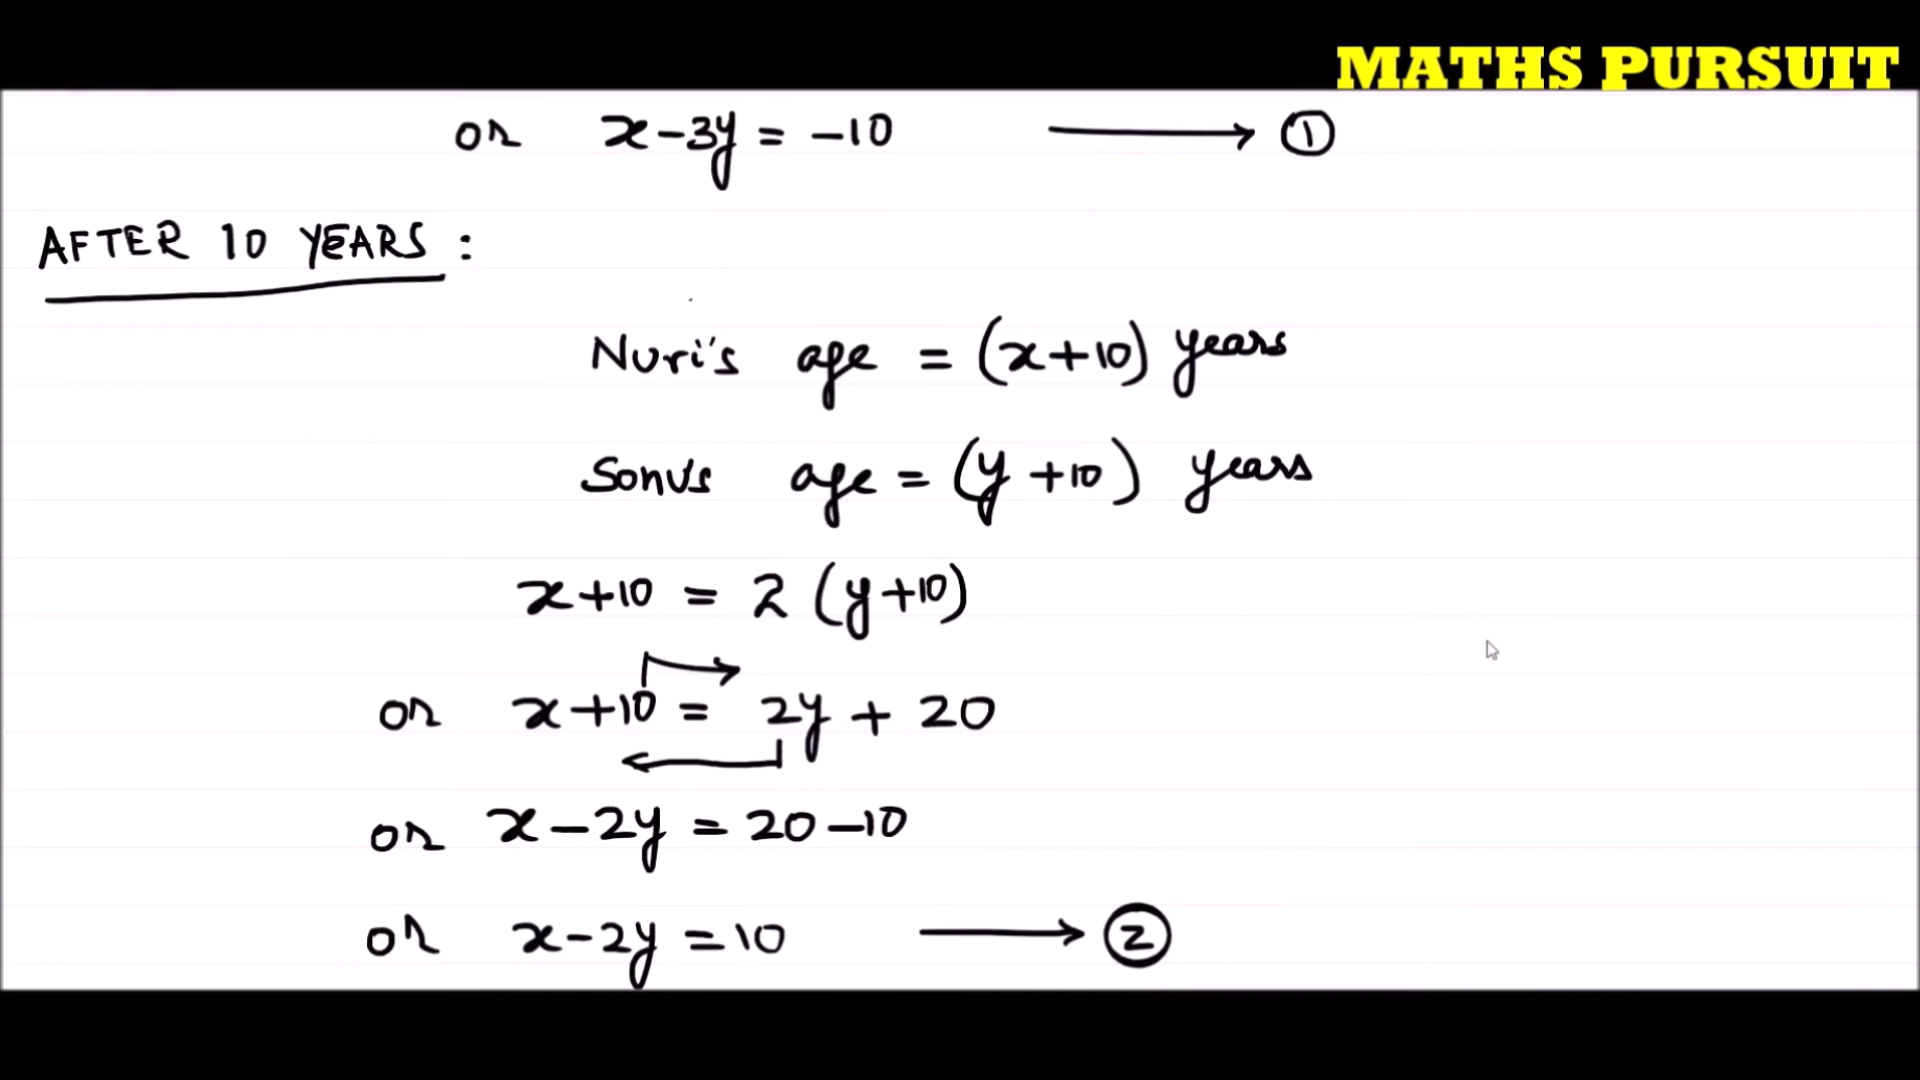 MATHS PURSUIT
or x-3y = -10 ⟶ ①
AFTER 10 YEARS :
Nuri's age = (x+10) years
Sonu's age = (y+10) years
x+10 = 2 (y+10)
or x+10 = 2y + 20
or x-2y = 20-10
or x-2y = 10 ⟶ ②